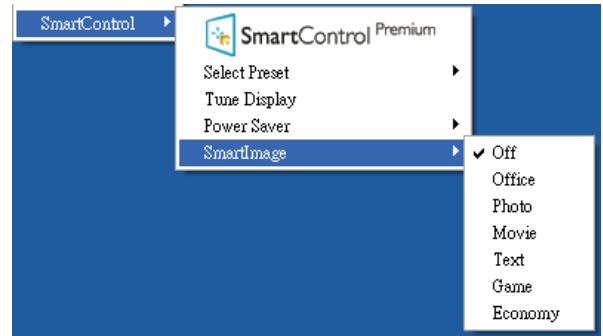 SmartControl
SmartControl Premium
Select Preset
Tune Display
Power Saver
SmartImage
Off
Office
Photo
Movie
Text
Game
Economy